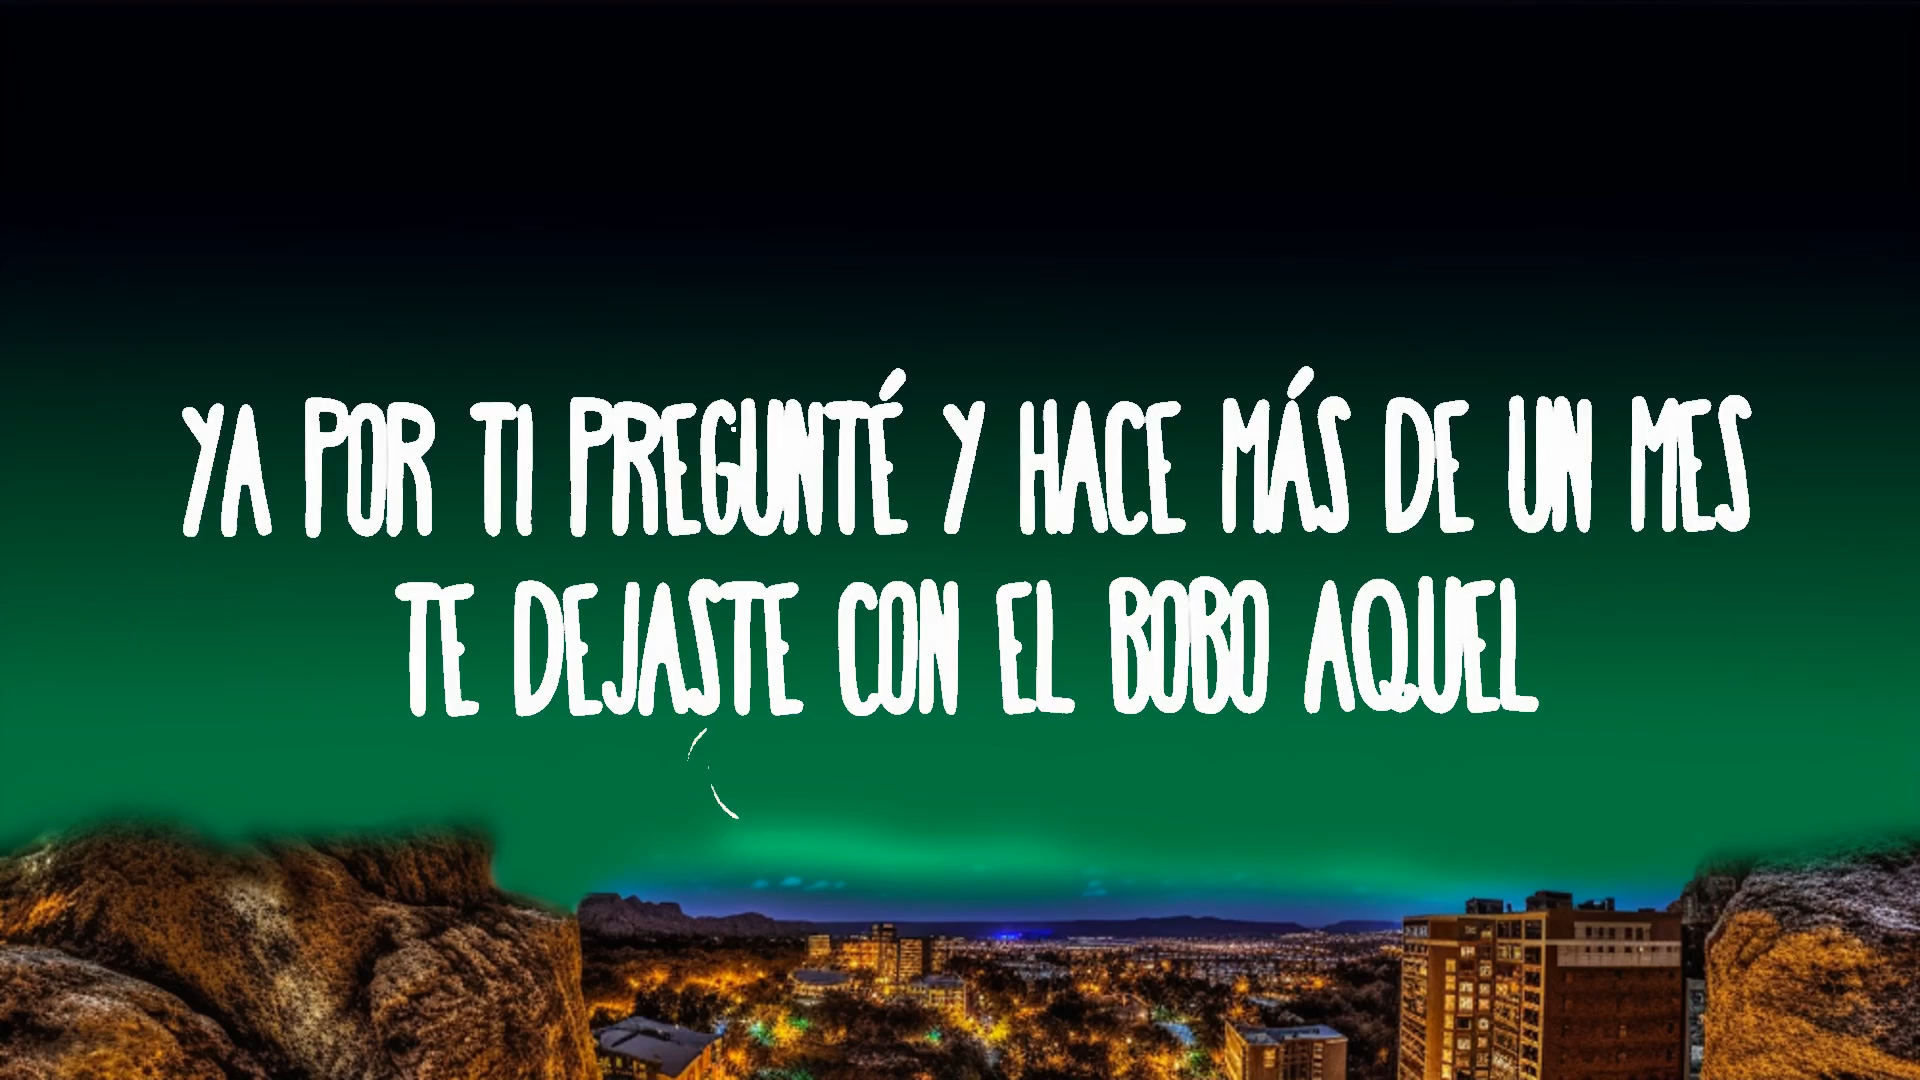 YA POR TI PREGUNTÉ Y HACE MÁS DE UN MES
TE DEJASTE CON EL BOBO AQUEL